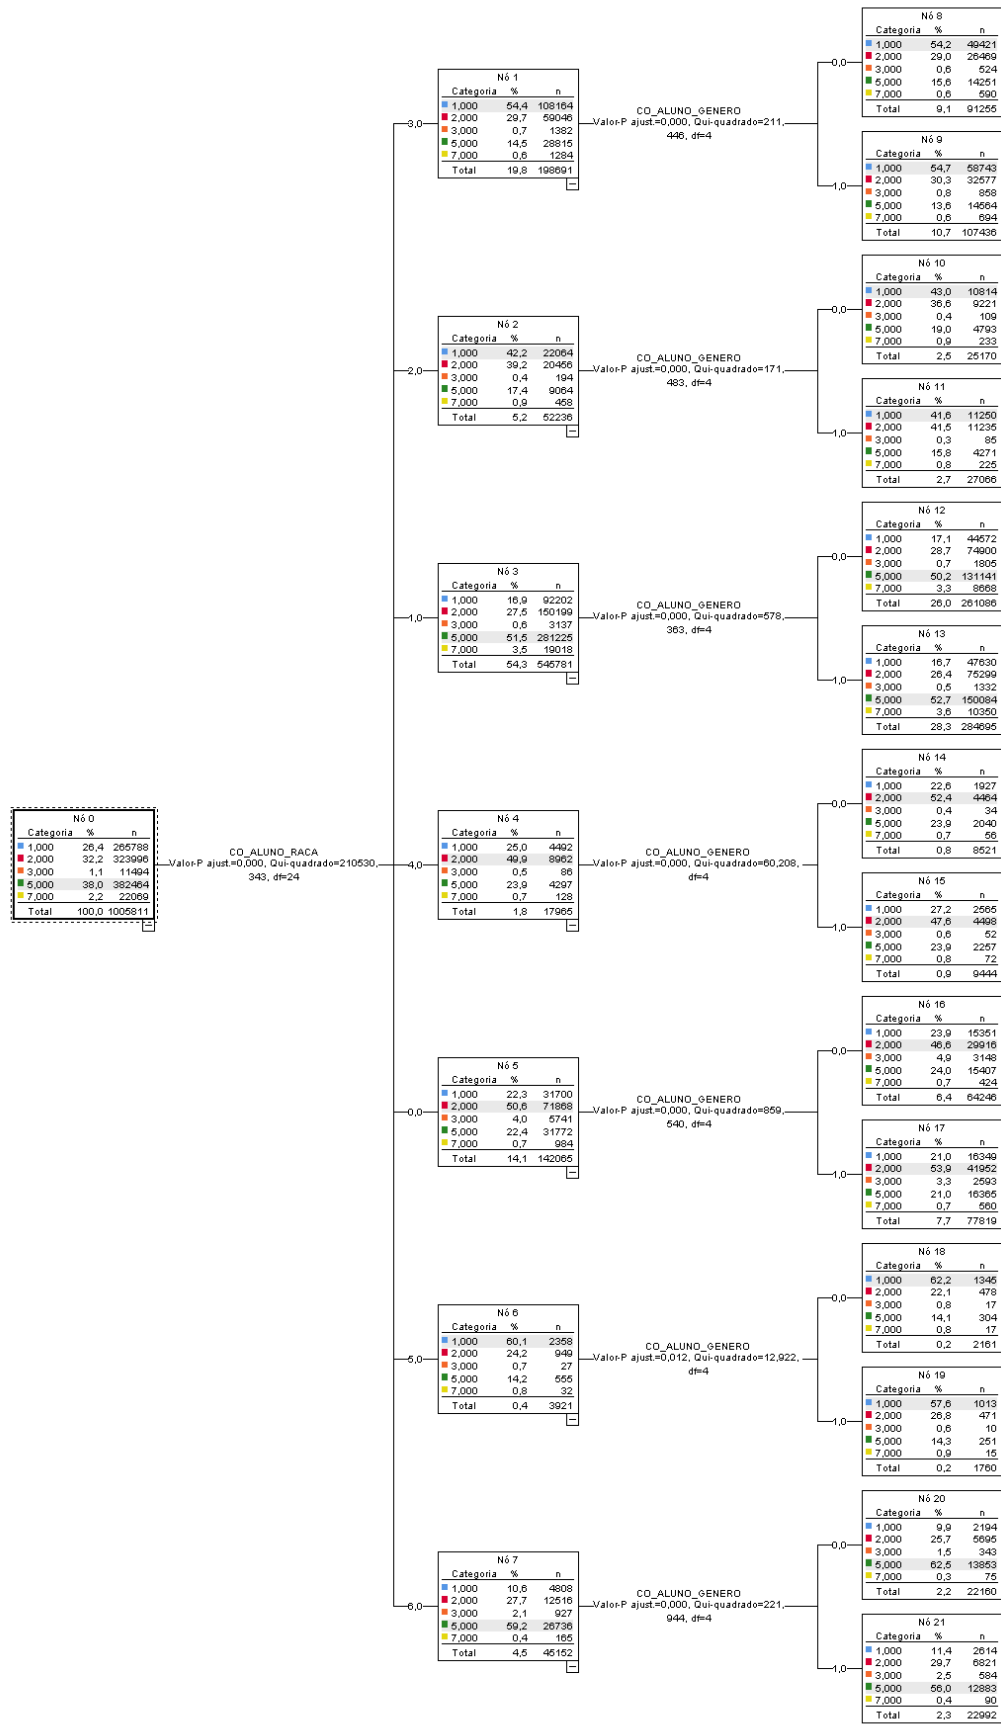 Nó 0
Categoria % n
1,000 26,4 265788
2,000 32,2 323996
3,000 1,1 11494
5,000 38,0 382464
7,000 2,2 22069
Total 100,0 1005811
CO_ALUNO_RACA
Valor-P ajust.=0,000, Qui-quadrado=210530,
343, df=24
3,0
Nó 1
Categoria % n
1,000 54,4 108164
2,000 29,7 59046
3,000 0,7 1382
5,000 14,5 28815
7,000 0,6 1284
Total 19,8 198691
CO_ALUNO_GENERO
Valor-P ajust.=0,000, Qui-quadrado=211,
446, df=4
0,0
Nó 8
Categoria % n
1,000 54,2 49421
2,000 29,0 26469
3,000 0,6 524
5,000 15,6 14251
7,000 0,6 590
Total 9,1 91255
1,0
Nó 9
Categoria % n
1,000 54,7 58743
2,000 30,3 32577
3,000 0,8 858
5,000 13,6 14564
7,000 0,6 694
Total 10,7 107436
2,0
Nó 2
Categoria % n
1,000 42,2 22064
2,000 39,2 20456
3,000 0,4 194
5,000 17,4 9064
7,000 0,9 458
Total 5,2 52236
CO_ALUNO_GENERO
Valor-P ajust.=0,000, Qui-quadrado=171,
483, df=4
0,0
Nó 10
Categoria % n
1,000 43,0 10814
2,000 36,6 9221
3,000 0,4 109
5,000 19,0 4793
7,000 0,9 233
Total 2,5 25170
1,0
Nó 11
Categoria % n
1,000 41,6 11250
2,000 41,5 11235
3,000 0,3 85
5,000 15,8 4271
7,000 0,8 225
Total 2,7 27066
1,0
Nó 3
Categoria % n
1,000 16,9 92202
2,000 27,5 150199
3,000 0,6 3137
5,000 51,5 281225
7,000 3,5 19018
Total 54,3 545781
CO_ALUNO_GENERO
Valor-P ajust.=0,000, Qui-quadrado=578,
363, df=4
0,0
Nó 12
Categoria % n
1,000 17,1 44572
2,000 28,7 74900
3,000 0,7 1805
5,000 50,2 131141
7,000 3,3 8668
Total 26,0 261086
1,0
Nó 13
Categoria % n
1,000 16,7 47630
2,000 26,4 75299
3,000 0,5 1332
5,000 52,7 150084
7,000 3,6 10350
Total 28,3 284695
4,0
Nó 4
Categoria % n
1,000 25,0 4492
2,000 49,9 8962
3,000 0,5 86
5,000 23,9 4297
7,000 0,7 128
Total 1,8 17965
CO_ALUNO_GENERO
Valor-P ajust.=0,000, Qui-quadrado=60,208,
df=4
0,0
Nó 14
Categoria % n
1,000 22,6 1927
2,000 52,4 4464
3,000 0,4 34
5,000 23,9 2040
7,000 0,7 56
Total 0,8 8521
1,0
Nó 15
Categoria % n
1,000 27,2 2565
2,000 47,6 4498
3,000 0,6 52
5,000 23,9 2257
7,000 0,8 72
Total 0,9 9444
0,0
Nó 5
Categoria % n
1,000 22,3 31700
2,000 50,6 71868
3,000 4,0 5741
5,000 22,4 31772
7,000 0,7 984
Total 14,1 142065
CO_ALUNO_GENERO
Valor-P ajust.=0,000, Qui-quadrado=859,
540, df=4
0,0
Nó 16
Categoria % n
1,000 23,9 15351
2,000 46,6 29916
3,000 4,9 3148
5,000 24,0 15407
7,000 0,7 424
Total 6,4 64246
1,0
Nó 17
Categoria % n
1,000 21,0 16349
2,000 53,9 41952
3,000 3,3 2593
5,000 21,0 16365
7,000 0,7 560
Total 7,7 77819
5,0
Nó 6
Categoria % n
1,000 60,1 2358
2,000 24,2 949
3,000 0,7 27
5,000 14,2 555
7,000 0,8 32
Total 0,4 3921
CO_ALUNO_GENERO
Valor-P ajust.=0,012, Qui-quadrado=12,922,
df=4
0,0
Nó 18
Categoria % n
1,000 62,2 1345
2,000 22,1 478
3,000 0,8 17
5,000 14,1 304
7,000 0,8 17
Total 0,2 2161
1,0
Nó 19
Categoria % n
1,000 57,6 1013
2,000 26,8 471
3,000 0,6 10
5,000 14,3 251
7,000 0,9 15
Total 0,2 1760
6,0
Nó 7
Categoria % n
1,000 10,6 4808
2,000 27,7 12516
3,000 2,1 927
5,000 59,2 26736
7,000 0,4 165
Total 4,5 45152
CO_ALUNO_GENERO
Valor-P ajust.=0,000, Qui-quadrado=221,
944, df=4
0,0
Nó 20
Categoria % n
1,000 9,9 2194
2,000 25,7 5695
3,000 1,5 343
5,000 62,5 13853
7,000 0,3 75
Total 2,2 22160
1,0
Nó 21
Categoria % n
1,000 11,4 2614
2,000 29,7 6821
3,000 2,5 584
5,000 56,0 12883
7,000 0,4 90
Total 2,3 22992